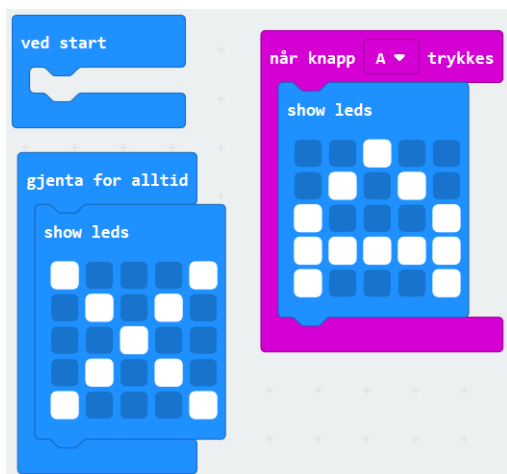 ved start
gjenta for alltid
show leds
når knapp A trykkes
show leds